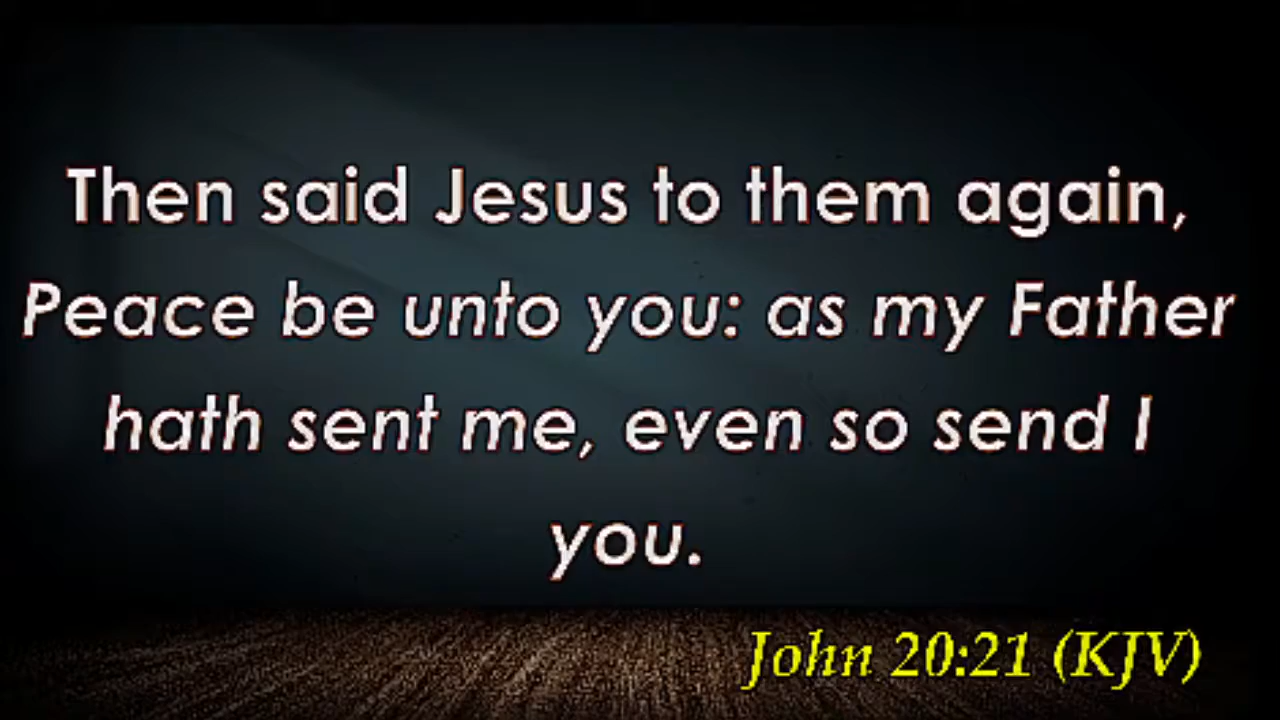 Then said Jesus to them again,
Peace be unto you: as my Father
hath sent me, even so send I
you.
John 20:21 (KJV)